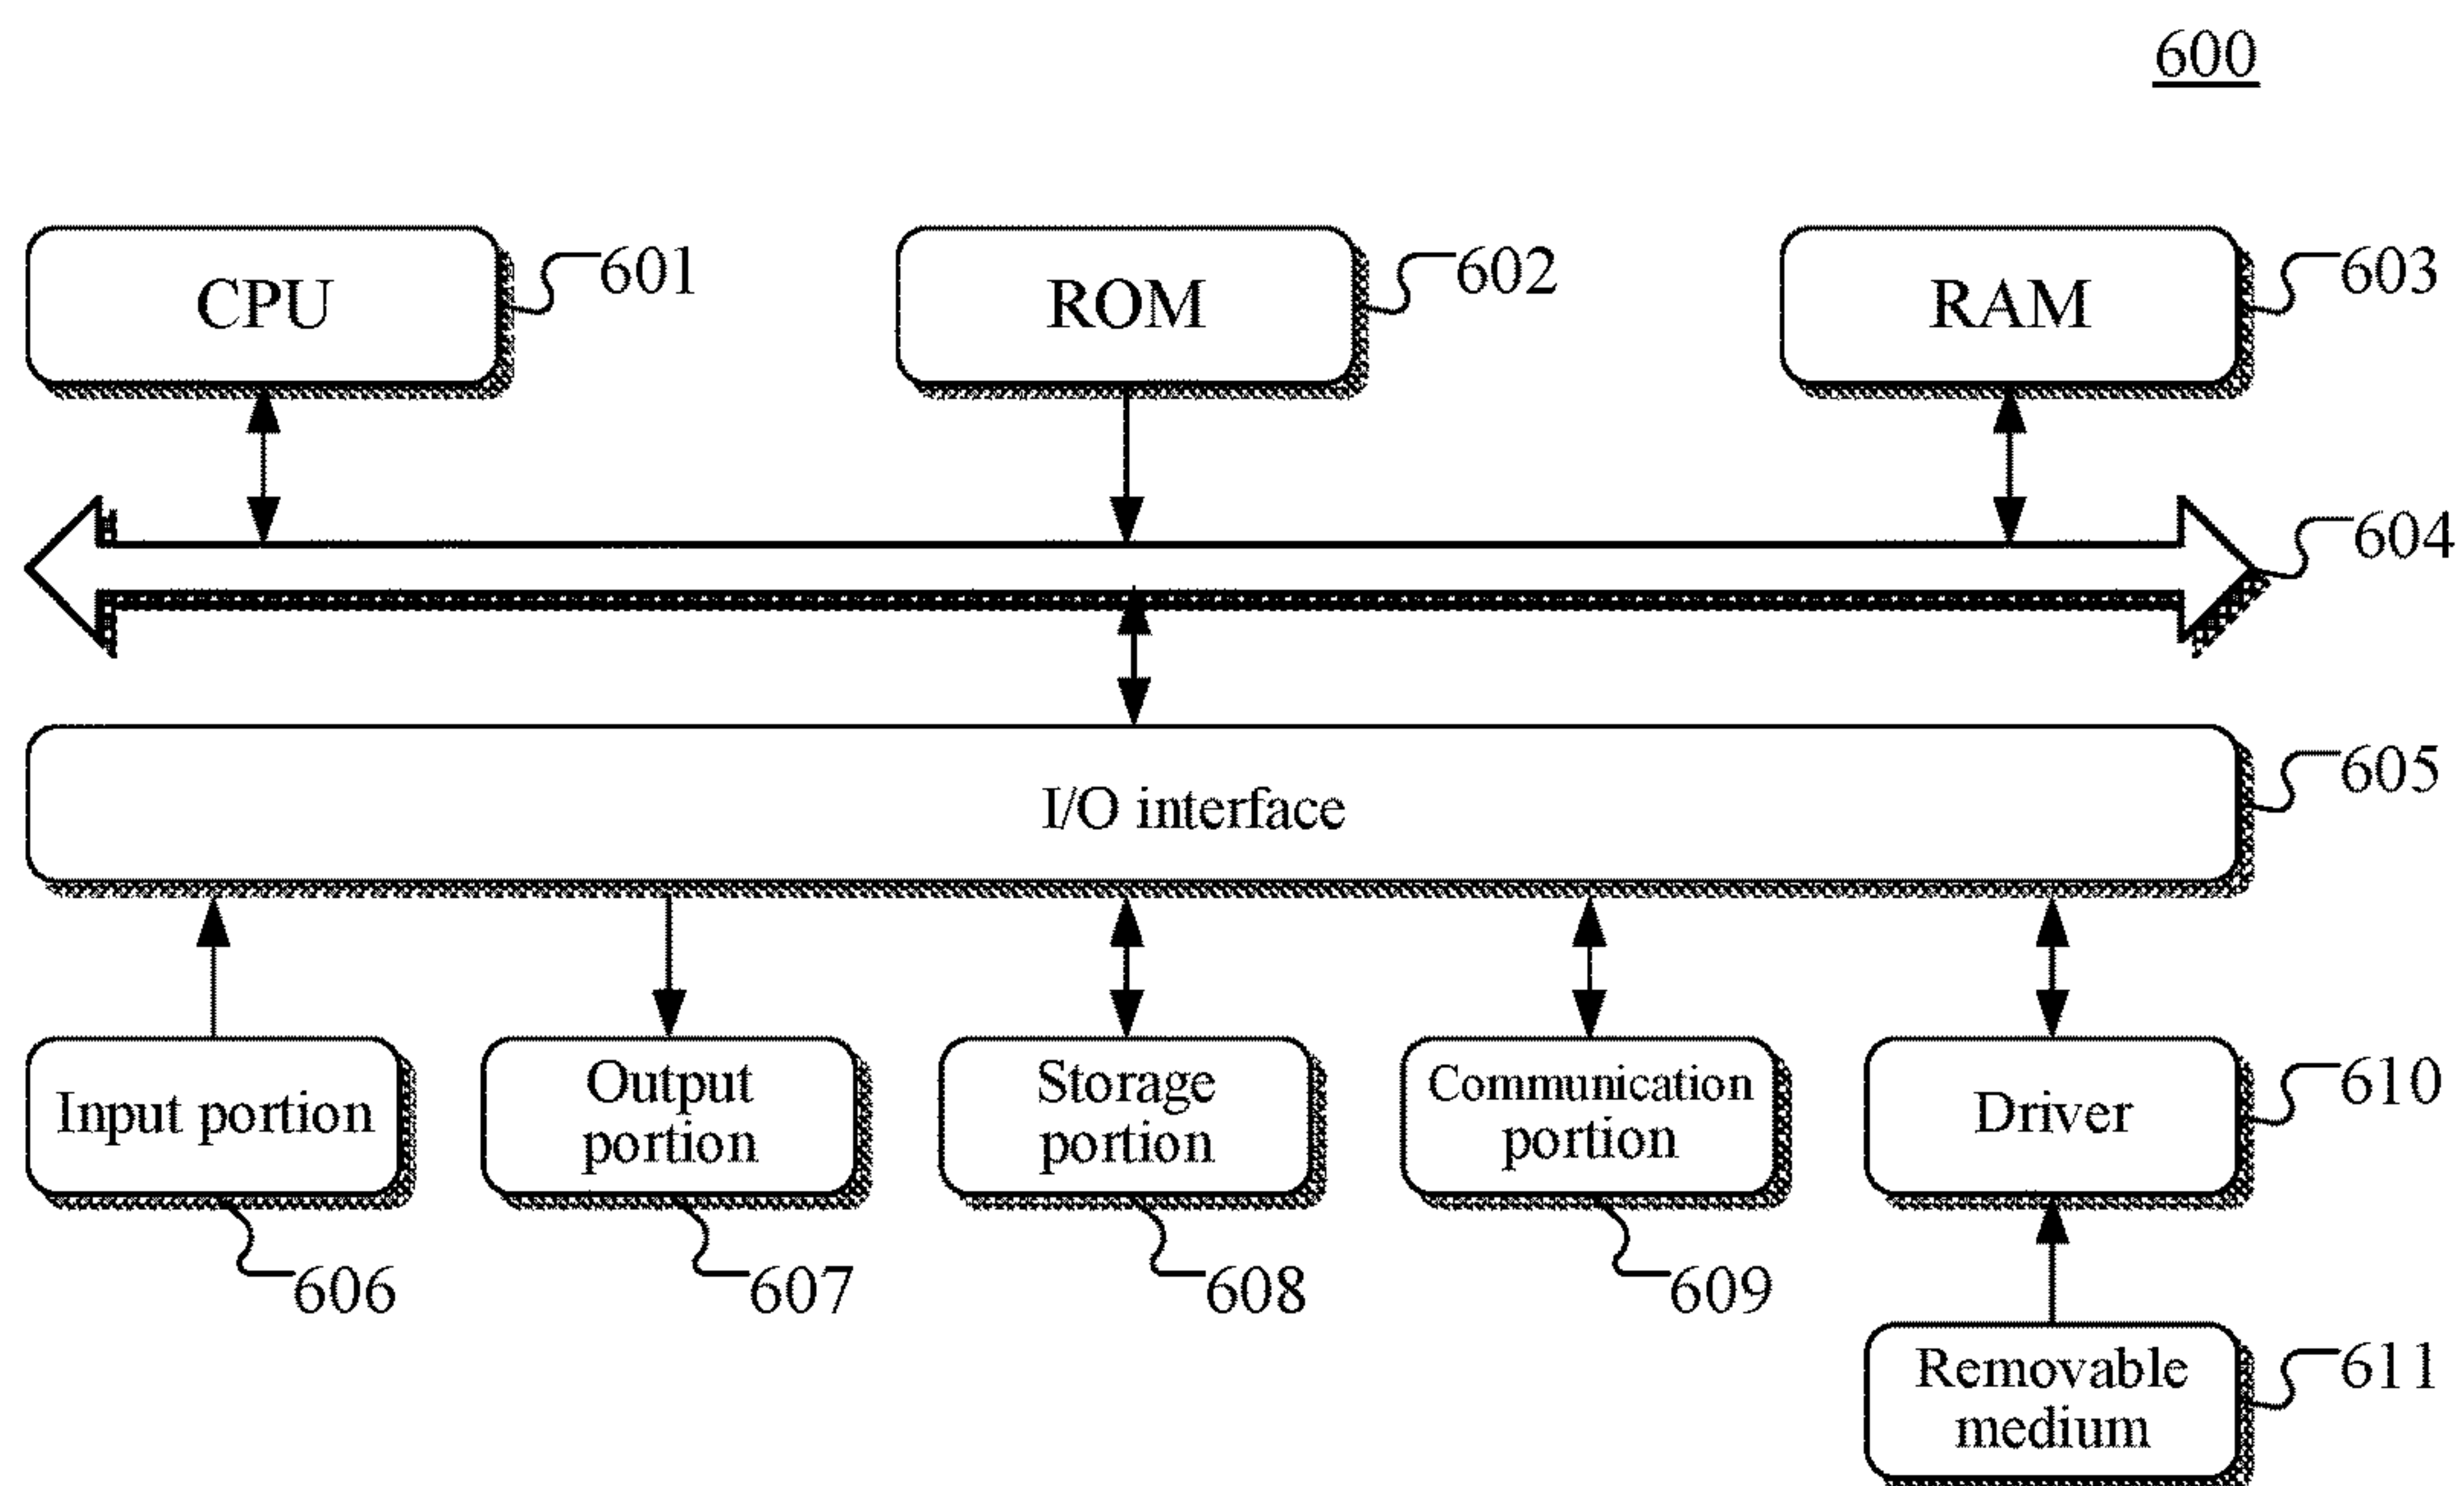 600
CPU
601
ROM
602
RAM
603
604
I/O interface
605
Input portion
Output
portion
Storage
portion
Communication
portion
Driver
610
606
607
608
609
Removable
medium
611